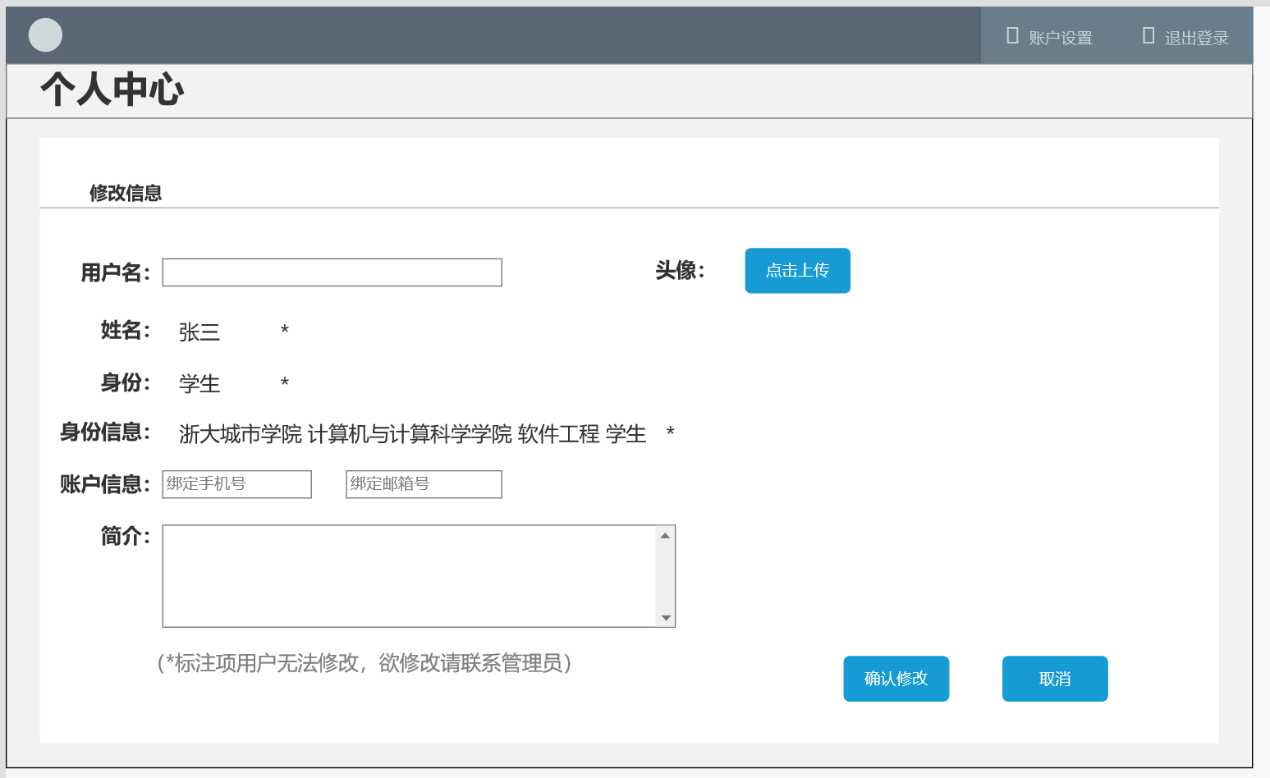 账户设置 退出登录
个人中心
修改信息
用户名： 头像： 点击上传
姓名： 张三 *
身份： 学生 *
身份信息： 浙大城市学院 计算机与计算科学学院 软件工程 学生 *
账户信息： 绑定手机号 绑定邮箱号
简介：
(*标注项用户无法修改，欲修改请联系管理员)
确认修改 取消